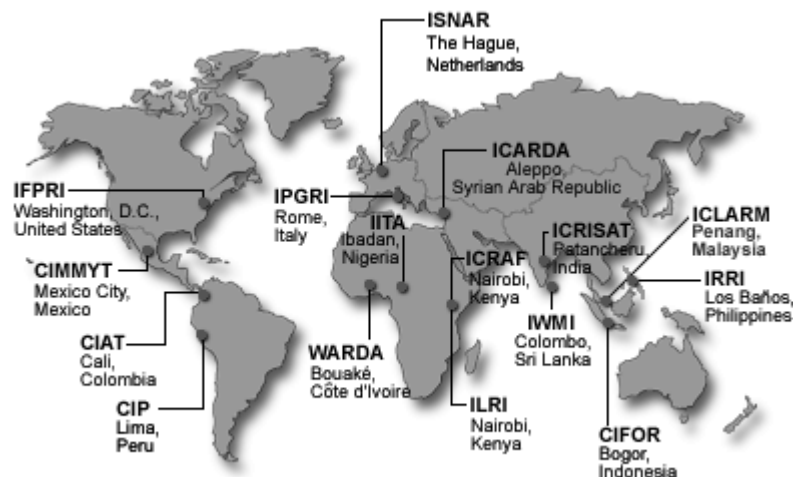 ISNAR
The Hague,
Netherlands
ICARDA
Aleppo,
Syrian Arab Republic
IFPRI
Washington, D.C.,
United States
IPGRI
Rome,
Italy
IITA
Ibadan,
Nigeria
ICRISAT
Patancheru,
India
ICLARM
Penang,
Malaysia
ICRAF
Nairobi,
Kenya
CIMMYT
Mexico City,
Mexico
IRRI
Los Baños,
Philippines
IWMI
Colombo,
Sri Lanka
CIAT
Cali,
Colombia
WARDA
Bouaké,
Côte d'Ivoire
CIP
Lima,
Peru
ILRI
Nairobi,
Kenya
CIFOR
Bogor,
Indonesia